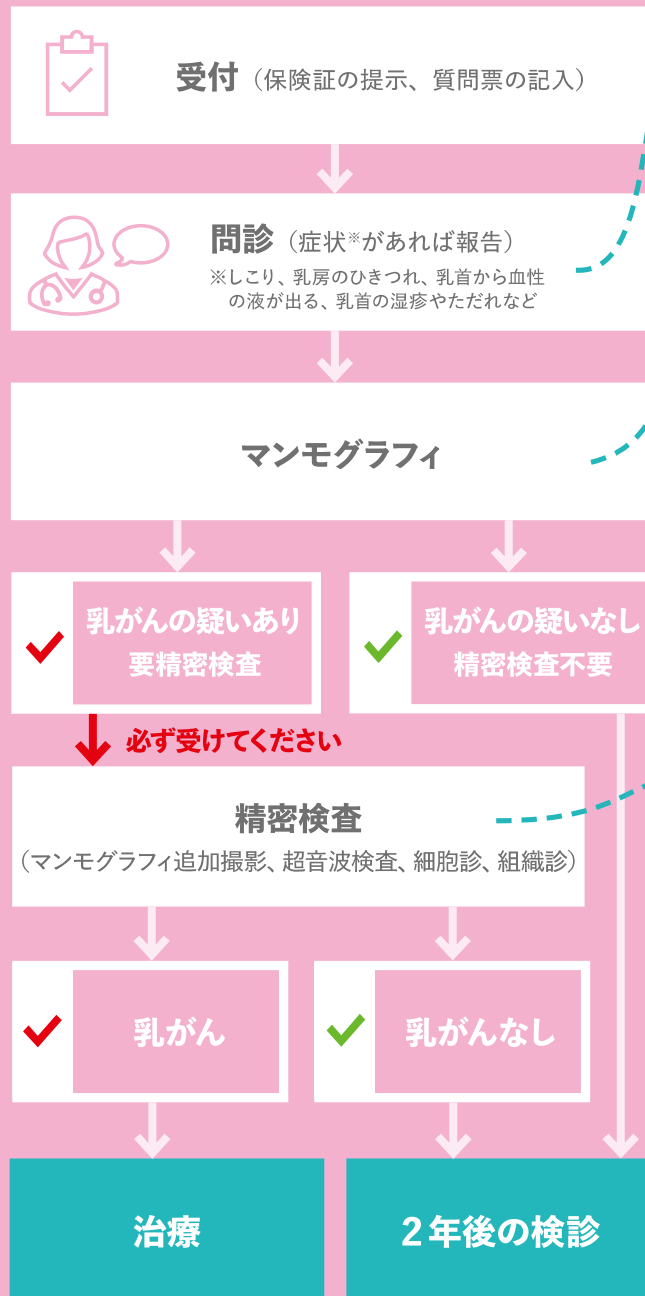 受付（保険証の提示、質問票の記入）
問診（症状※があれば報告）
※しこり、乳房のひきつれ、乳首から血性
の液が出る、乳首の湿疹やただれなど
マンモグラフィ
乳がんの疑いあり
要精密検査
乳がんの疑いなし
精密検査不要
必ず受けてください
精密検査
（マンモグラフィ追加撮影、超音波検査、細胞診、組織診）
乳がん
乳がんなし
治療
2年後の検診